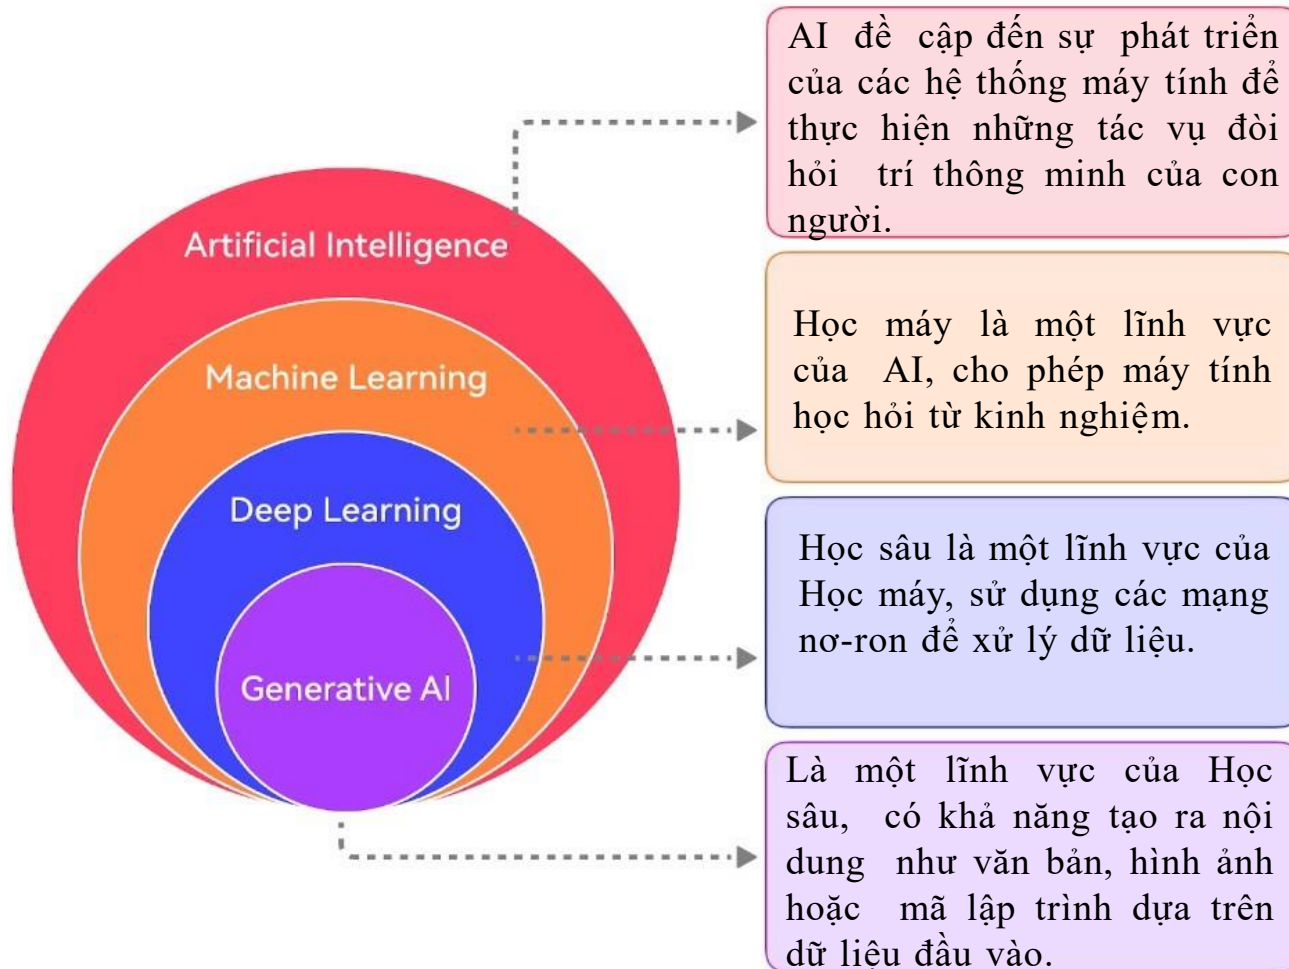 AI đề cập đến sự phát triển
của các hệ thống máy tính để
thực hiện những tác vụ đòi
hỏi trí thông minh của con
người.
Artificial Intelligence
Machine Learning
Học máy là một lĩnh vực
của AI, cho phép máy tính
học hỏi từ kinh nghiệm.
Deep Learning
Học sâu là một lĩnh vực của
Học máy, sử dụng các mạng
nơ-ron để xử lý dữ liệu.
Generative AI
Là một lĩnh vực của Học
sâu, có khả năng tạo ra nội
dung như văn bản, hình ảnh
hoặc mã lập trình dựa trên
dữ liệu đầu vào.